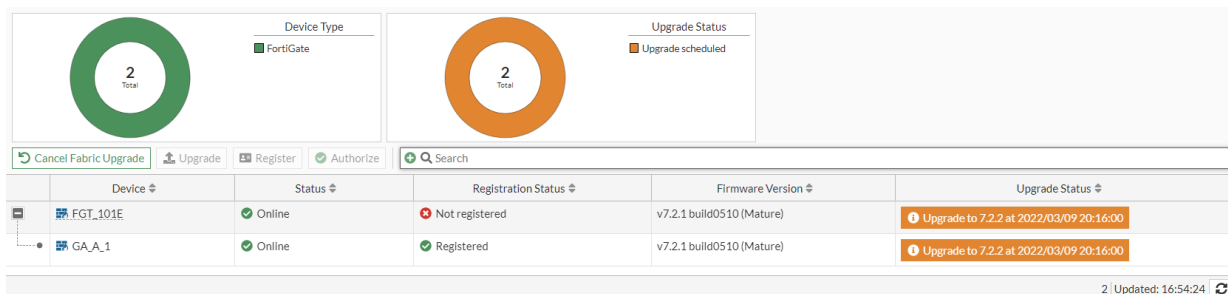 Device Type
FortiGate
2
Total
Upgrade Status
Upgrade scheduled
2
Total
Cancel Fabric Upgrade Upgrade Register Authorize Search
Device Status Registration Status Firmware Version Upgrade Status
FGT_101E Online Not registered v7.2.1 build0510 (Mature) Upgrade to 7.2.2 at 2022/03/09 20:16:00
GA_A_1 Online Registered v7.2.1 build0510 (Mature) Upgrade to 7.2.2 at 2022/03/09 20:16:00
2 Updated: 16:54:24